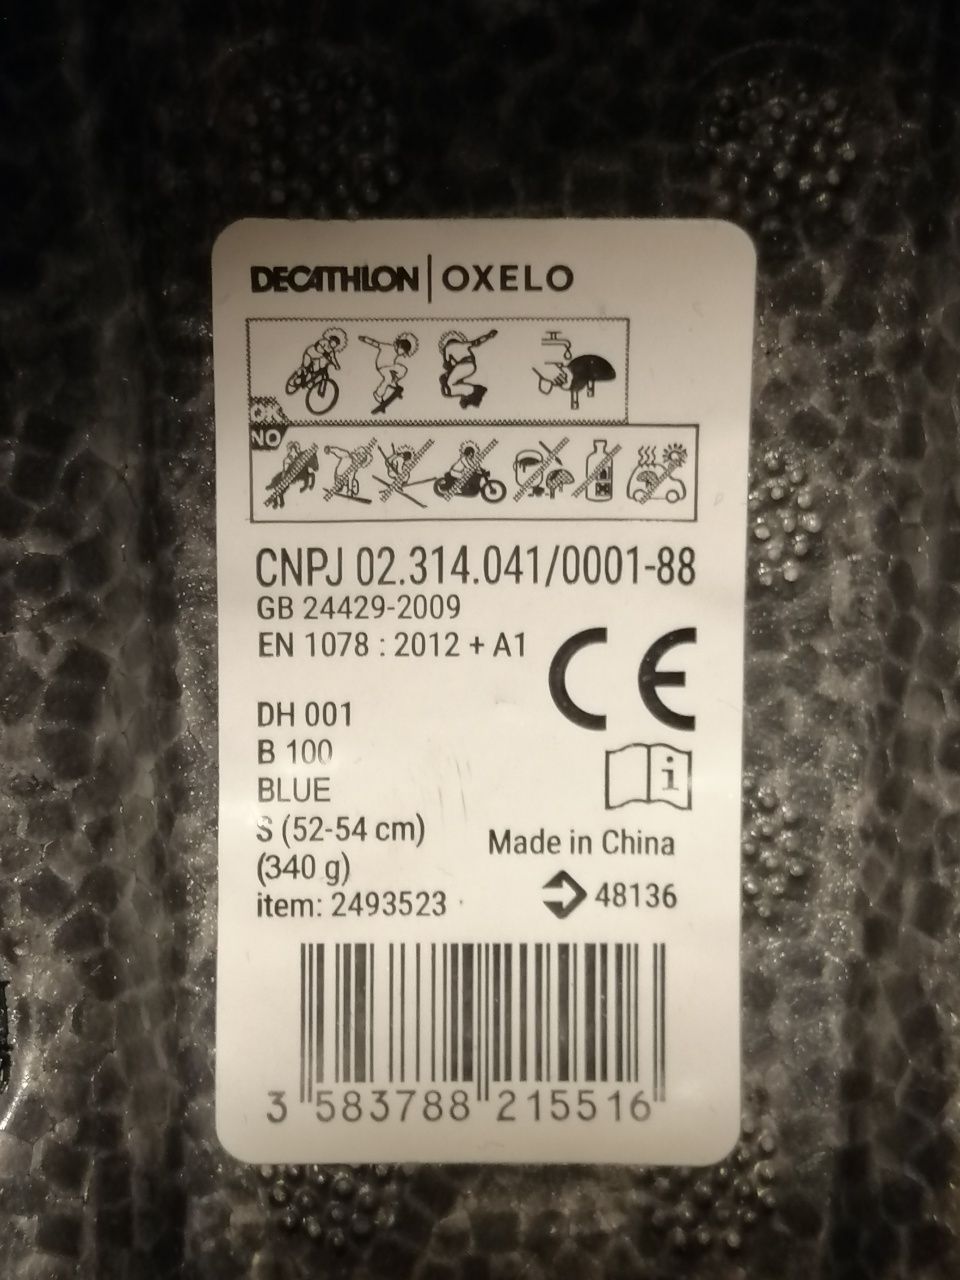 DECATHLON | OXELO
OK
NO
CNPJ 02.314.041/0001-88
GB 24429-2009
EN 1078 : 2012 + A1
CE
DH 001
B 100
BLUE
S (52-54 cm)
(340 g)
item: 2493523
i
Made in China
48136
3 583788 215516